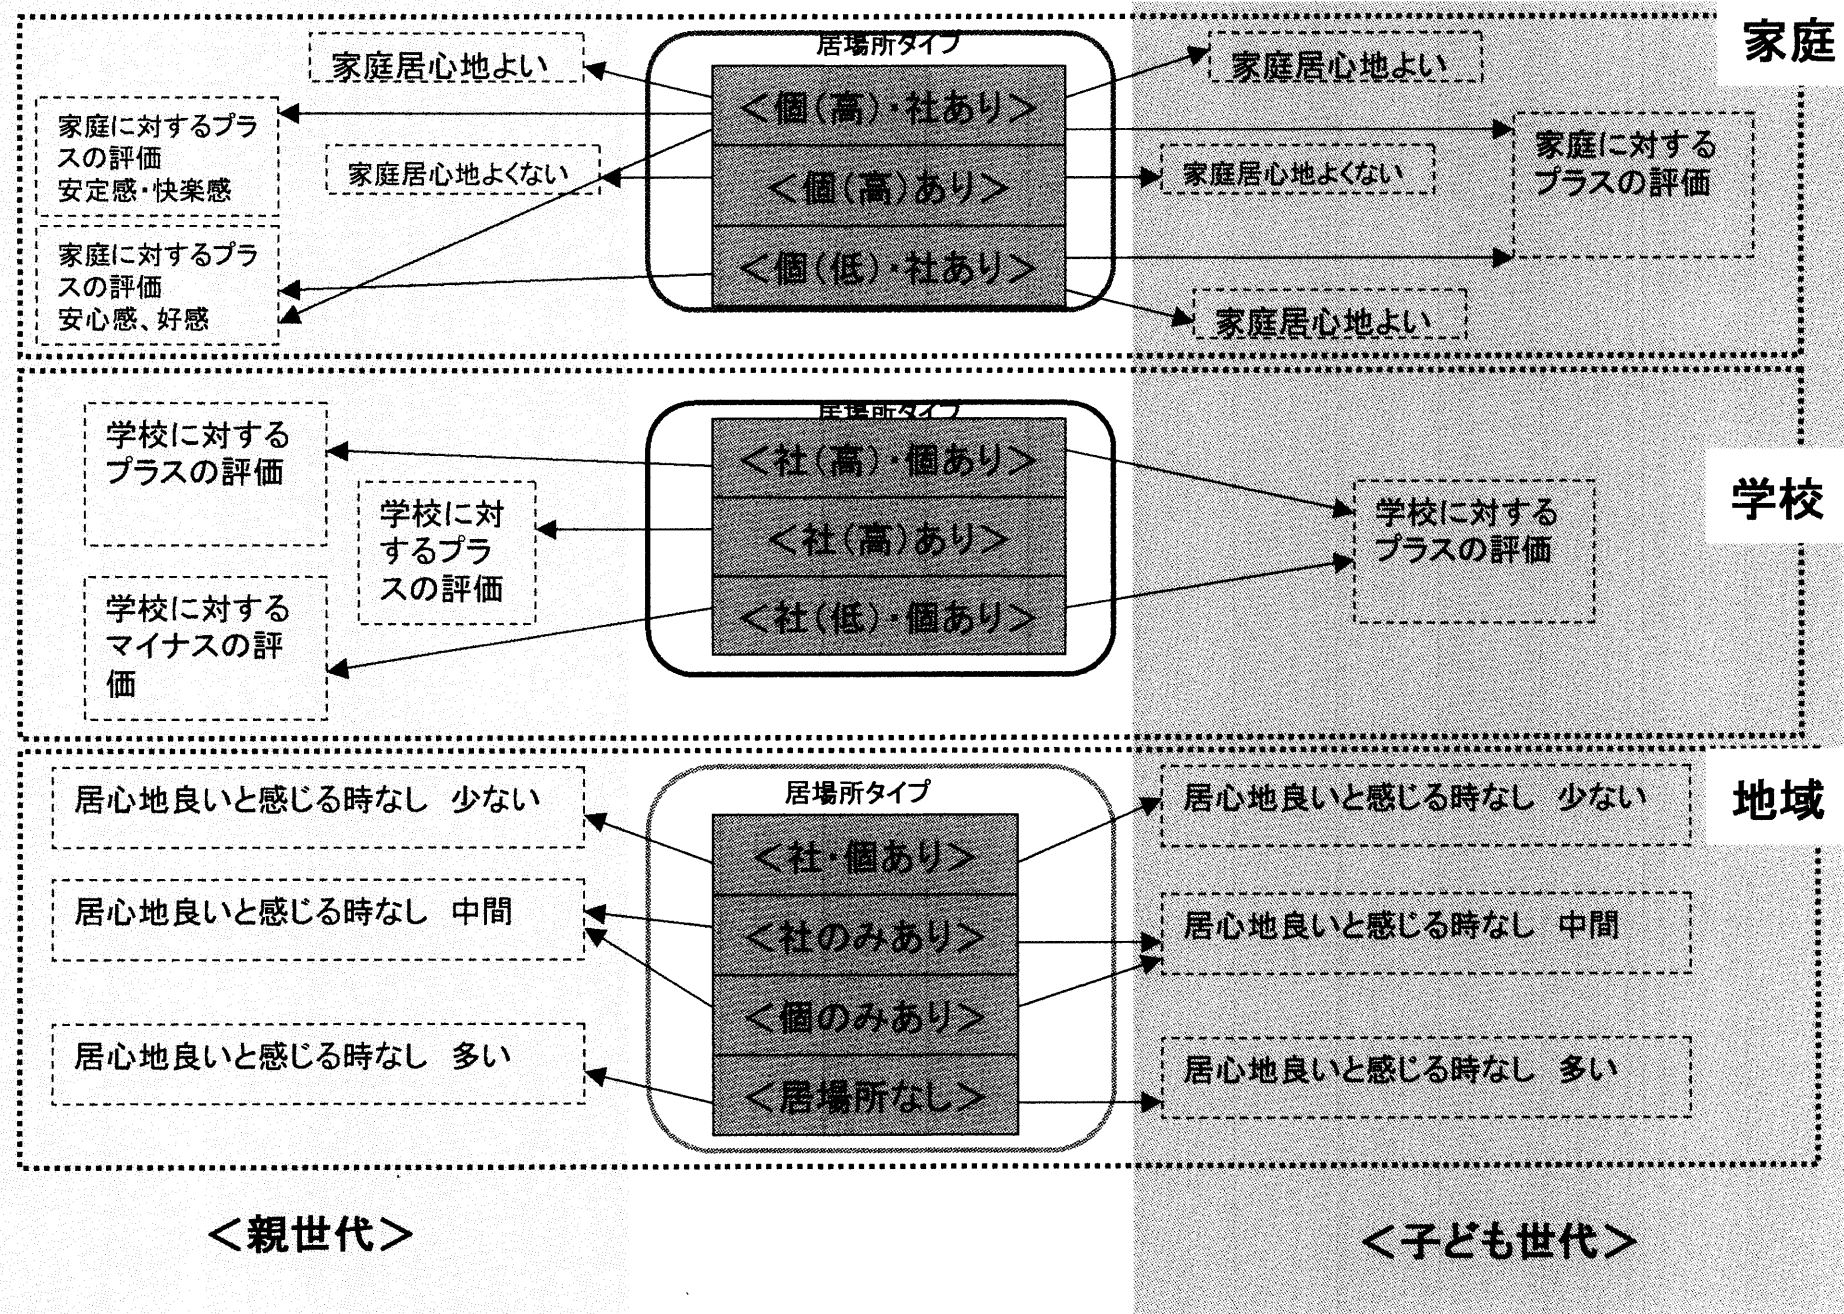 家庭
居場所タイプ
家庭居心地よい
家庭に対するプラ
スの評価
安定感・快楽感
家庭居心地よくない
家庭に対するプラ
スの評価
安心感、好感
＜個(高)・社あり＞
＜個(高)あり＞
＜個(低)・社あり＞
家庭居心地よい
家庭居心地よくない
家庭に対する
プラスの評価
家庭居心地よい
学校
居場所タイプ
学校に対する
プラスの評価
学校に対
するプラ
スの評価
学校に対する
マイナスの評
価
＜社(高)・個あり＞
＜社(高)あり＞
＜社(低)・個あり＞
学校に対する
プラスの評価
地域
居場所タイプ
居心地良いと感じる時なし　少ない
居心地良いと感じる時なし　中間
居心地良いと感じる時なし　多い
＜社・個あり＞
＜社のみあり＞
＜個のみあり＞
＜居場所なし＞
居心地良いと感じる時なし　少ない
居心地良いと感じる時なし　中間
居心地良いと感じる時なし　多い
＜親世代＞
＜子ども世代＞